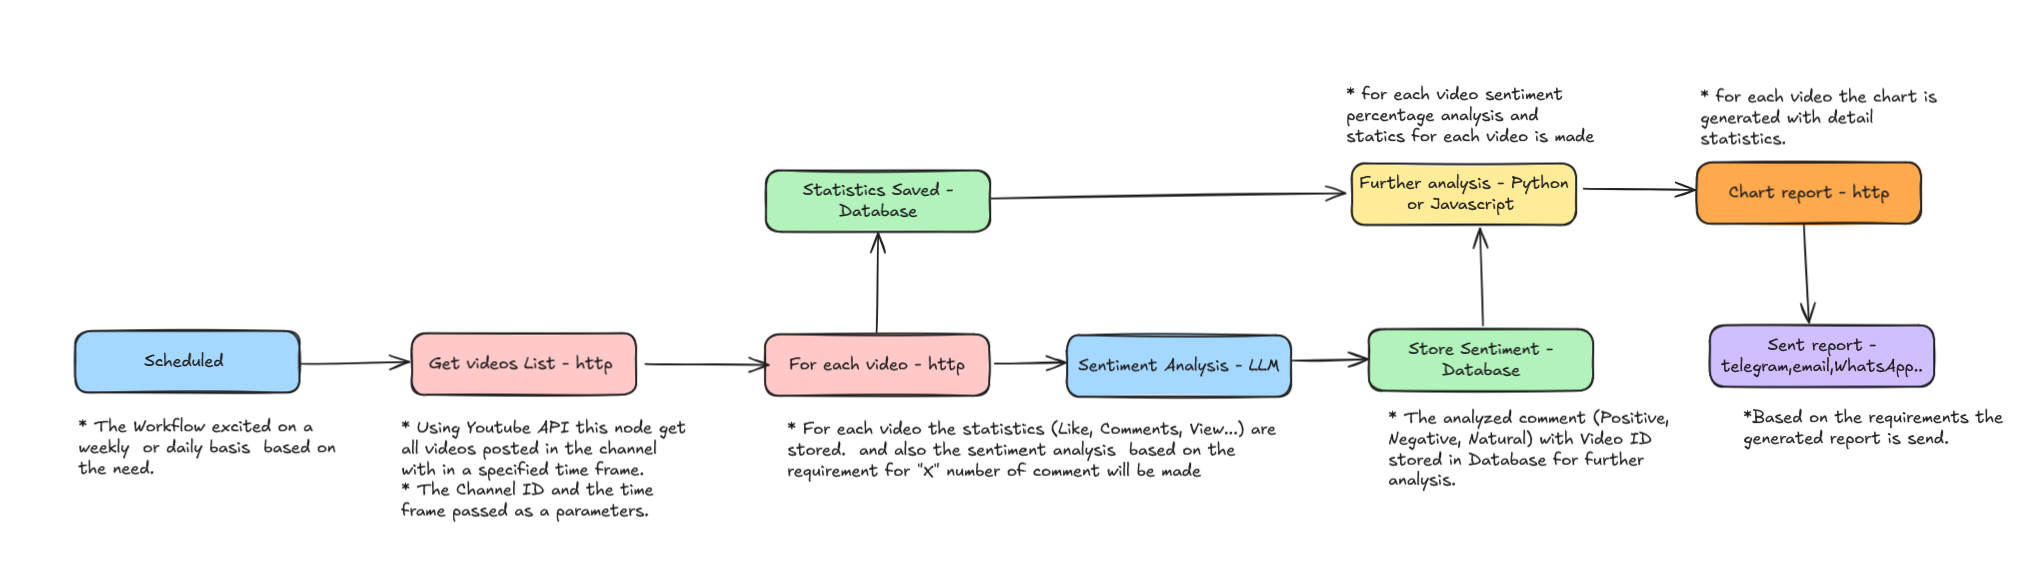 * for each video sentiment
percentage analysis and
statics for each video is made
* for each video the chart is
generated with detail
statistics.
Statistics Saved -
Database
Further analysis - Python
or Javascript
Chart report - http
Scheduled
Get videos List - http
For each video - http
Sentiment Analysis - LLM
Store Sentiment -
Database
Sent report -
telegram,email,WhatsApp..
* The Workflow excited on a
weekly  or daily basis  based on
the need.
* Using Youtube API this node get
all videos posted in the channel
with in a specified time frame.
* The Channel ID and the time
frame passed as a parameters.
* For each video the statistics (Like, Comments, View...) are
stored.  and also the sentiment analysis  based on the
requirement for "X" number of comment will be made
* The analyzed comment (Positive,
Negative, Natural) with Video ID
stored in Database for further
analysis.
*Based on the requirements the
generated report is send.